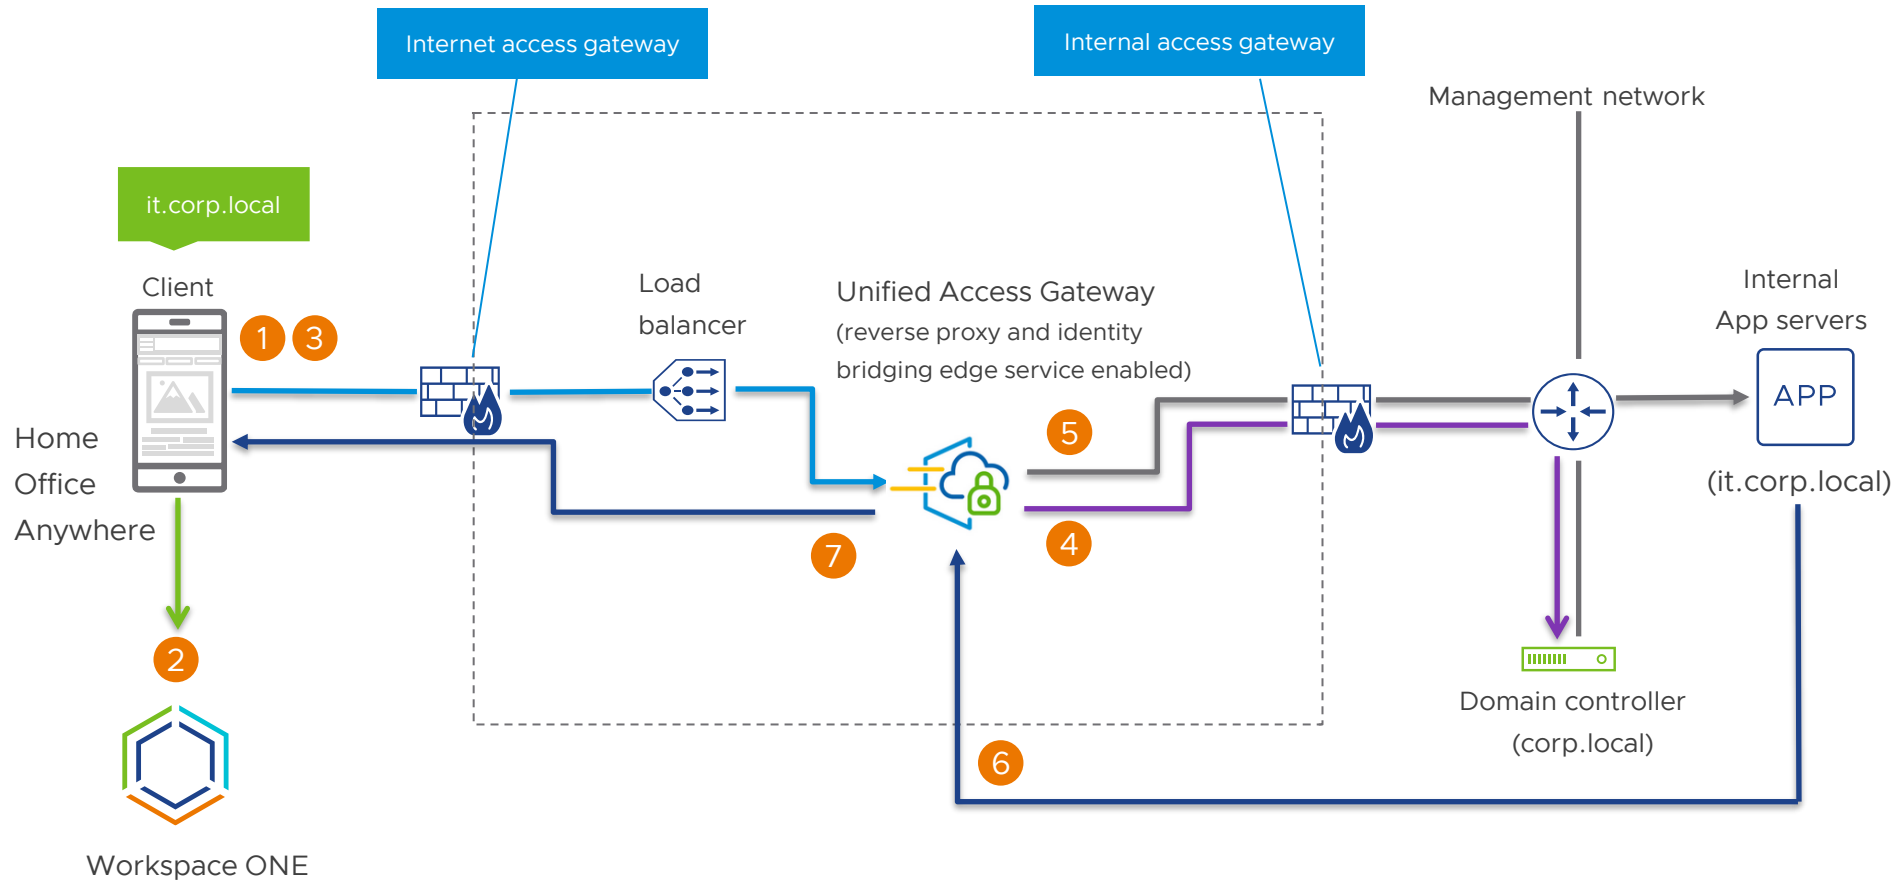 Internet access gateway
Internal access gateway
Management network
it.corp.local
Client
1
3
Load
balancer
Unified Access Gateway
(reverse proxy and identity
bridging edge service enabled)
Internal
App servers
APP
(it.corp.local)
Home
Office
Anywhere
5
4
7
2
6
Domain controller
(corp.local)
Workspace ONE